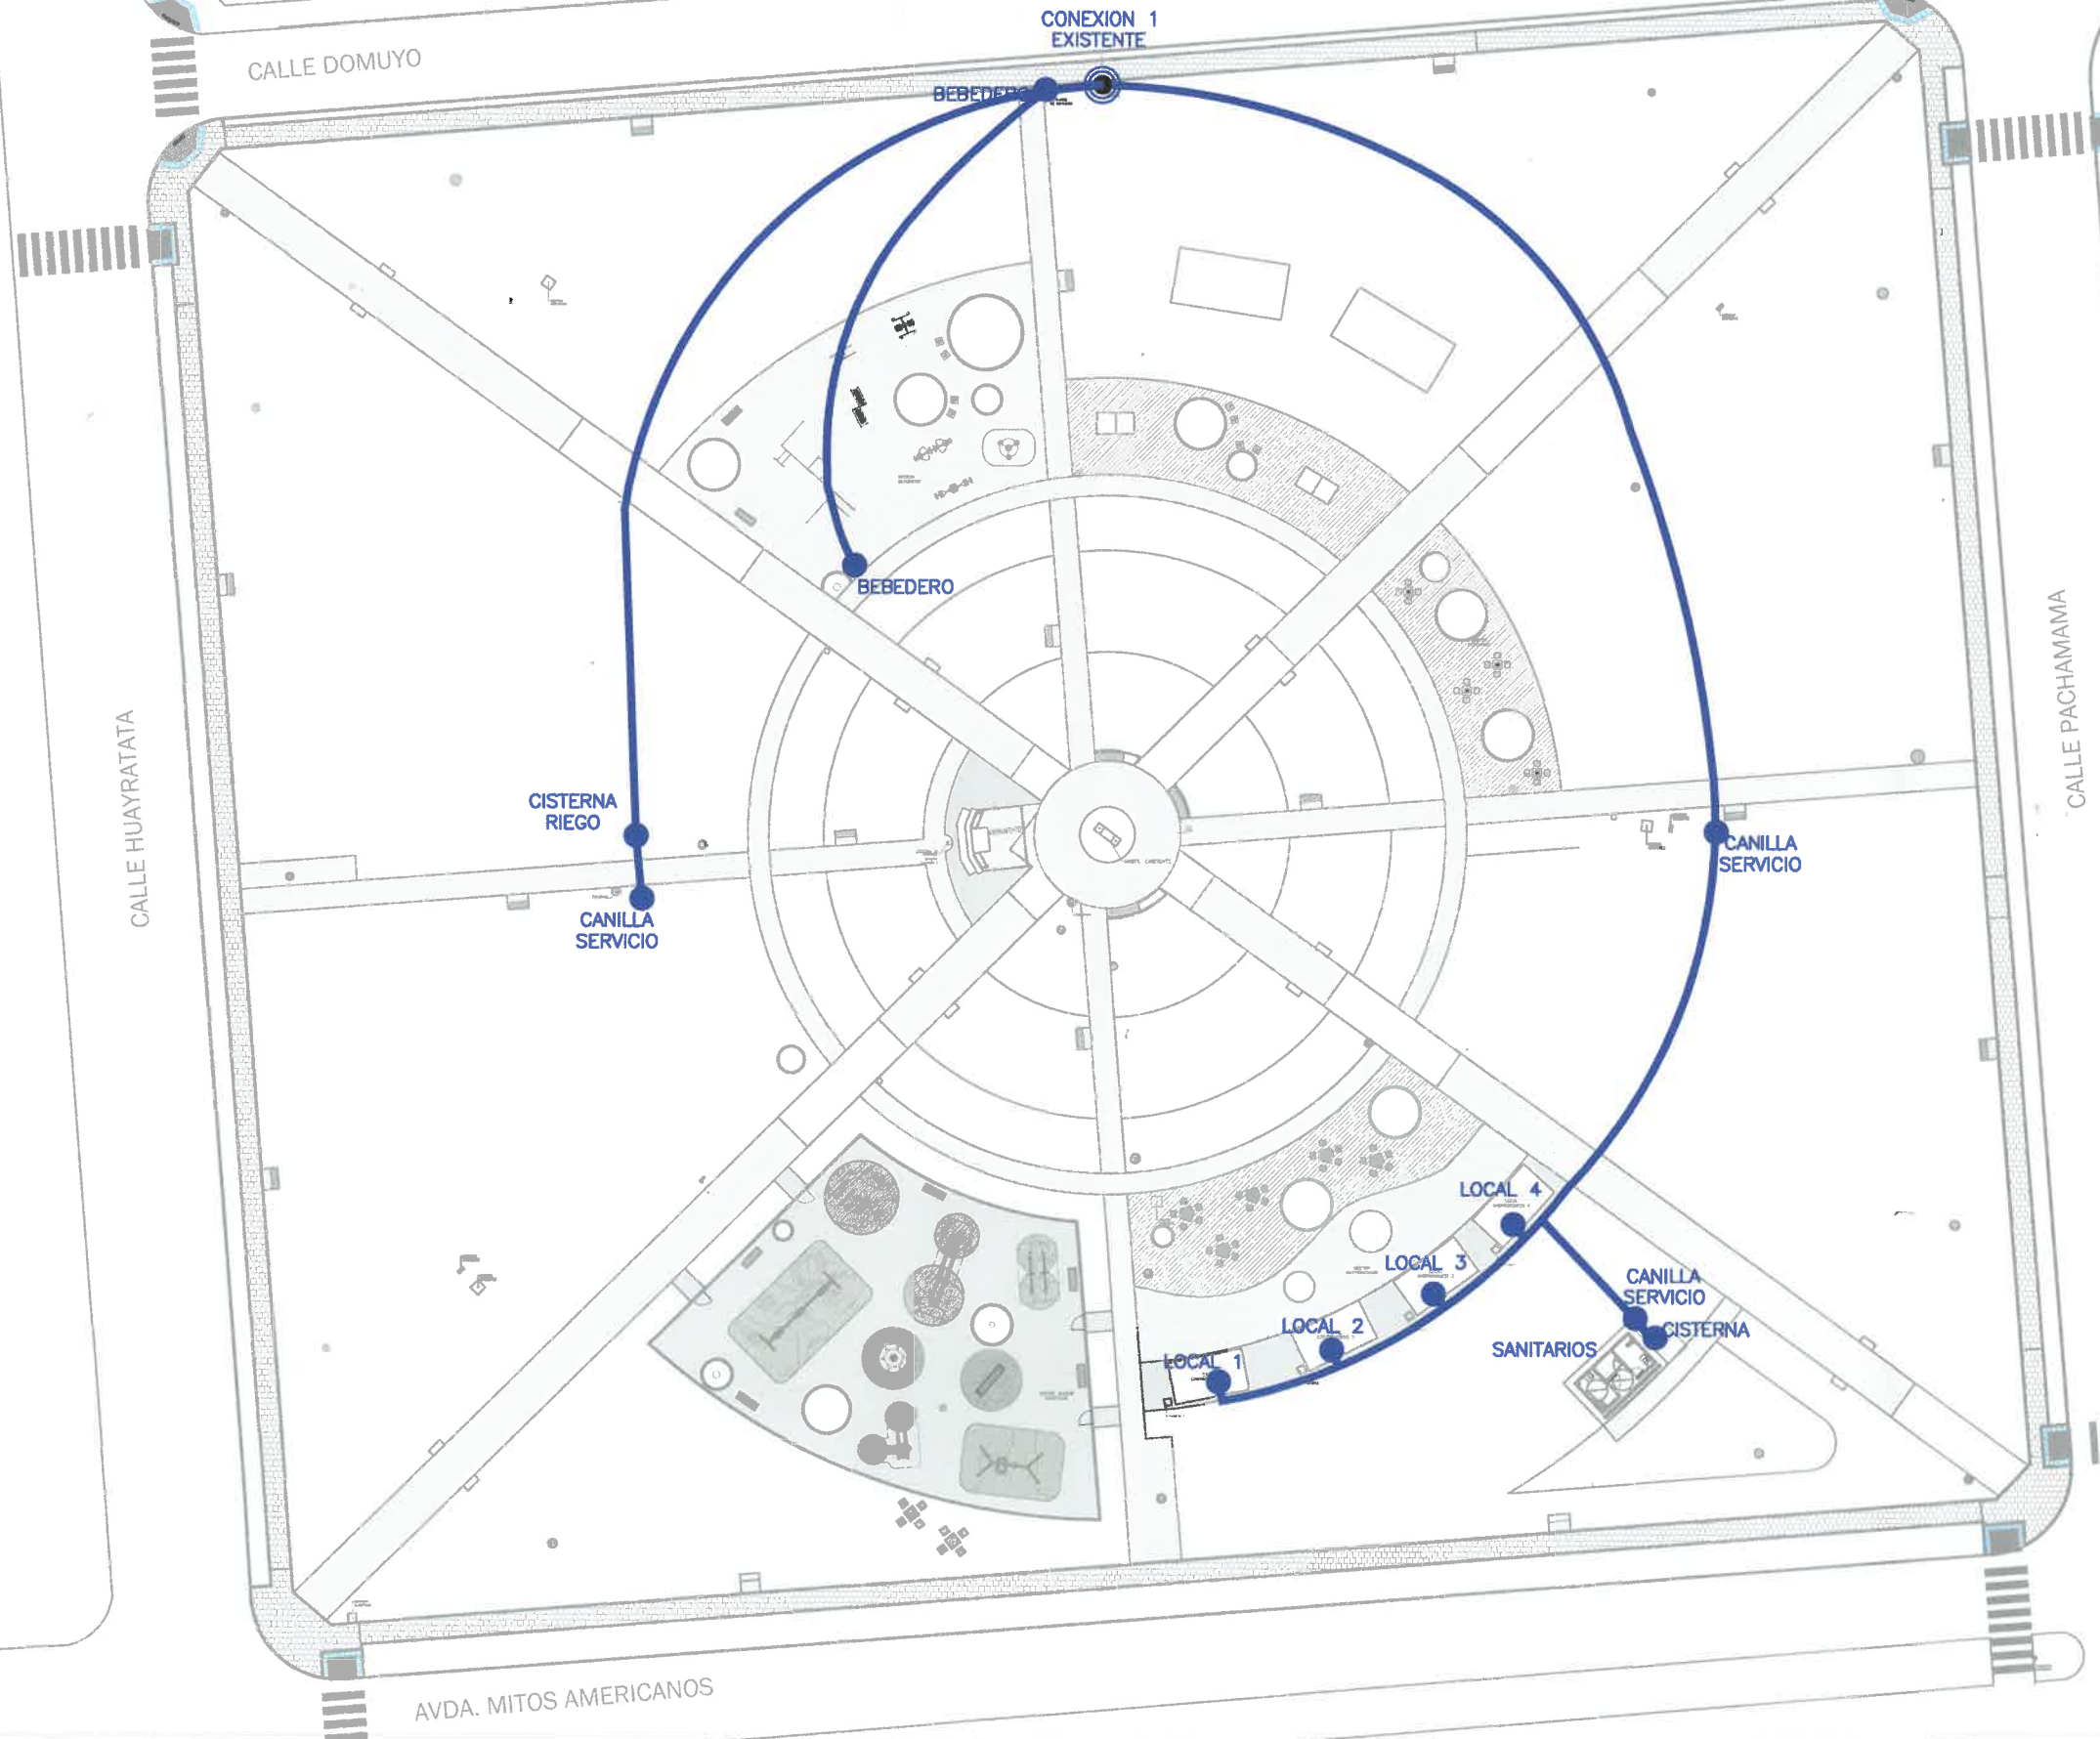 CONEXION 1
EXISTENTE
CALLE DOMUYO
BEBEDERO
BEBEDERO
CALLE HUAYRATATA
CALLE PACHAMAMA
CISTERNA
RIEGO
CANILLA
SERVICIO
CANILLA
SERVICIO
LOCAL 4
LOCAL 3
LOCAL 2
LOCAL 1
CANILLA
SERVICIO
CISTERNA
SANITARIOS
AVDA. MITOS AMERICANOS